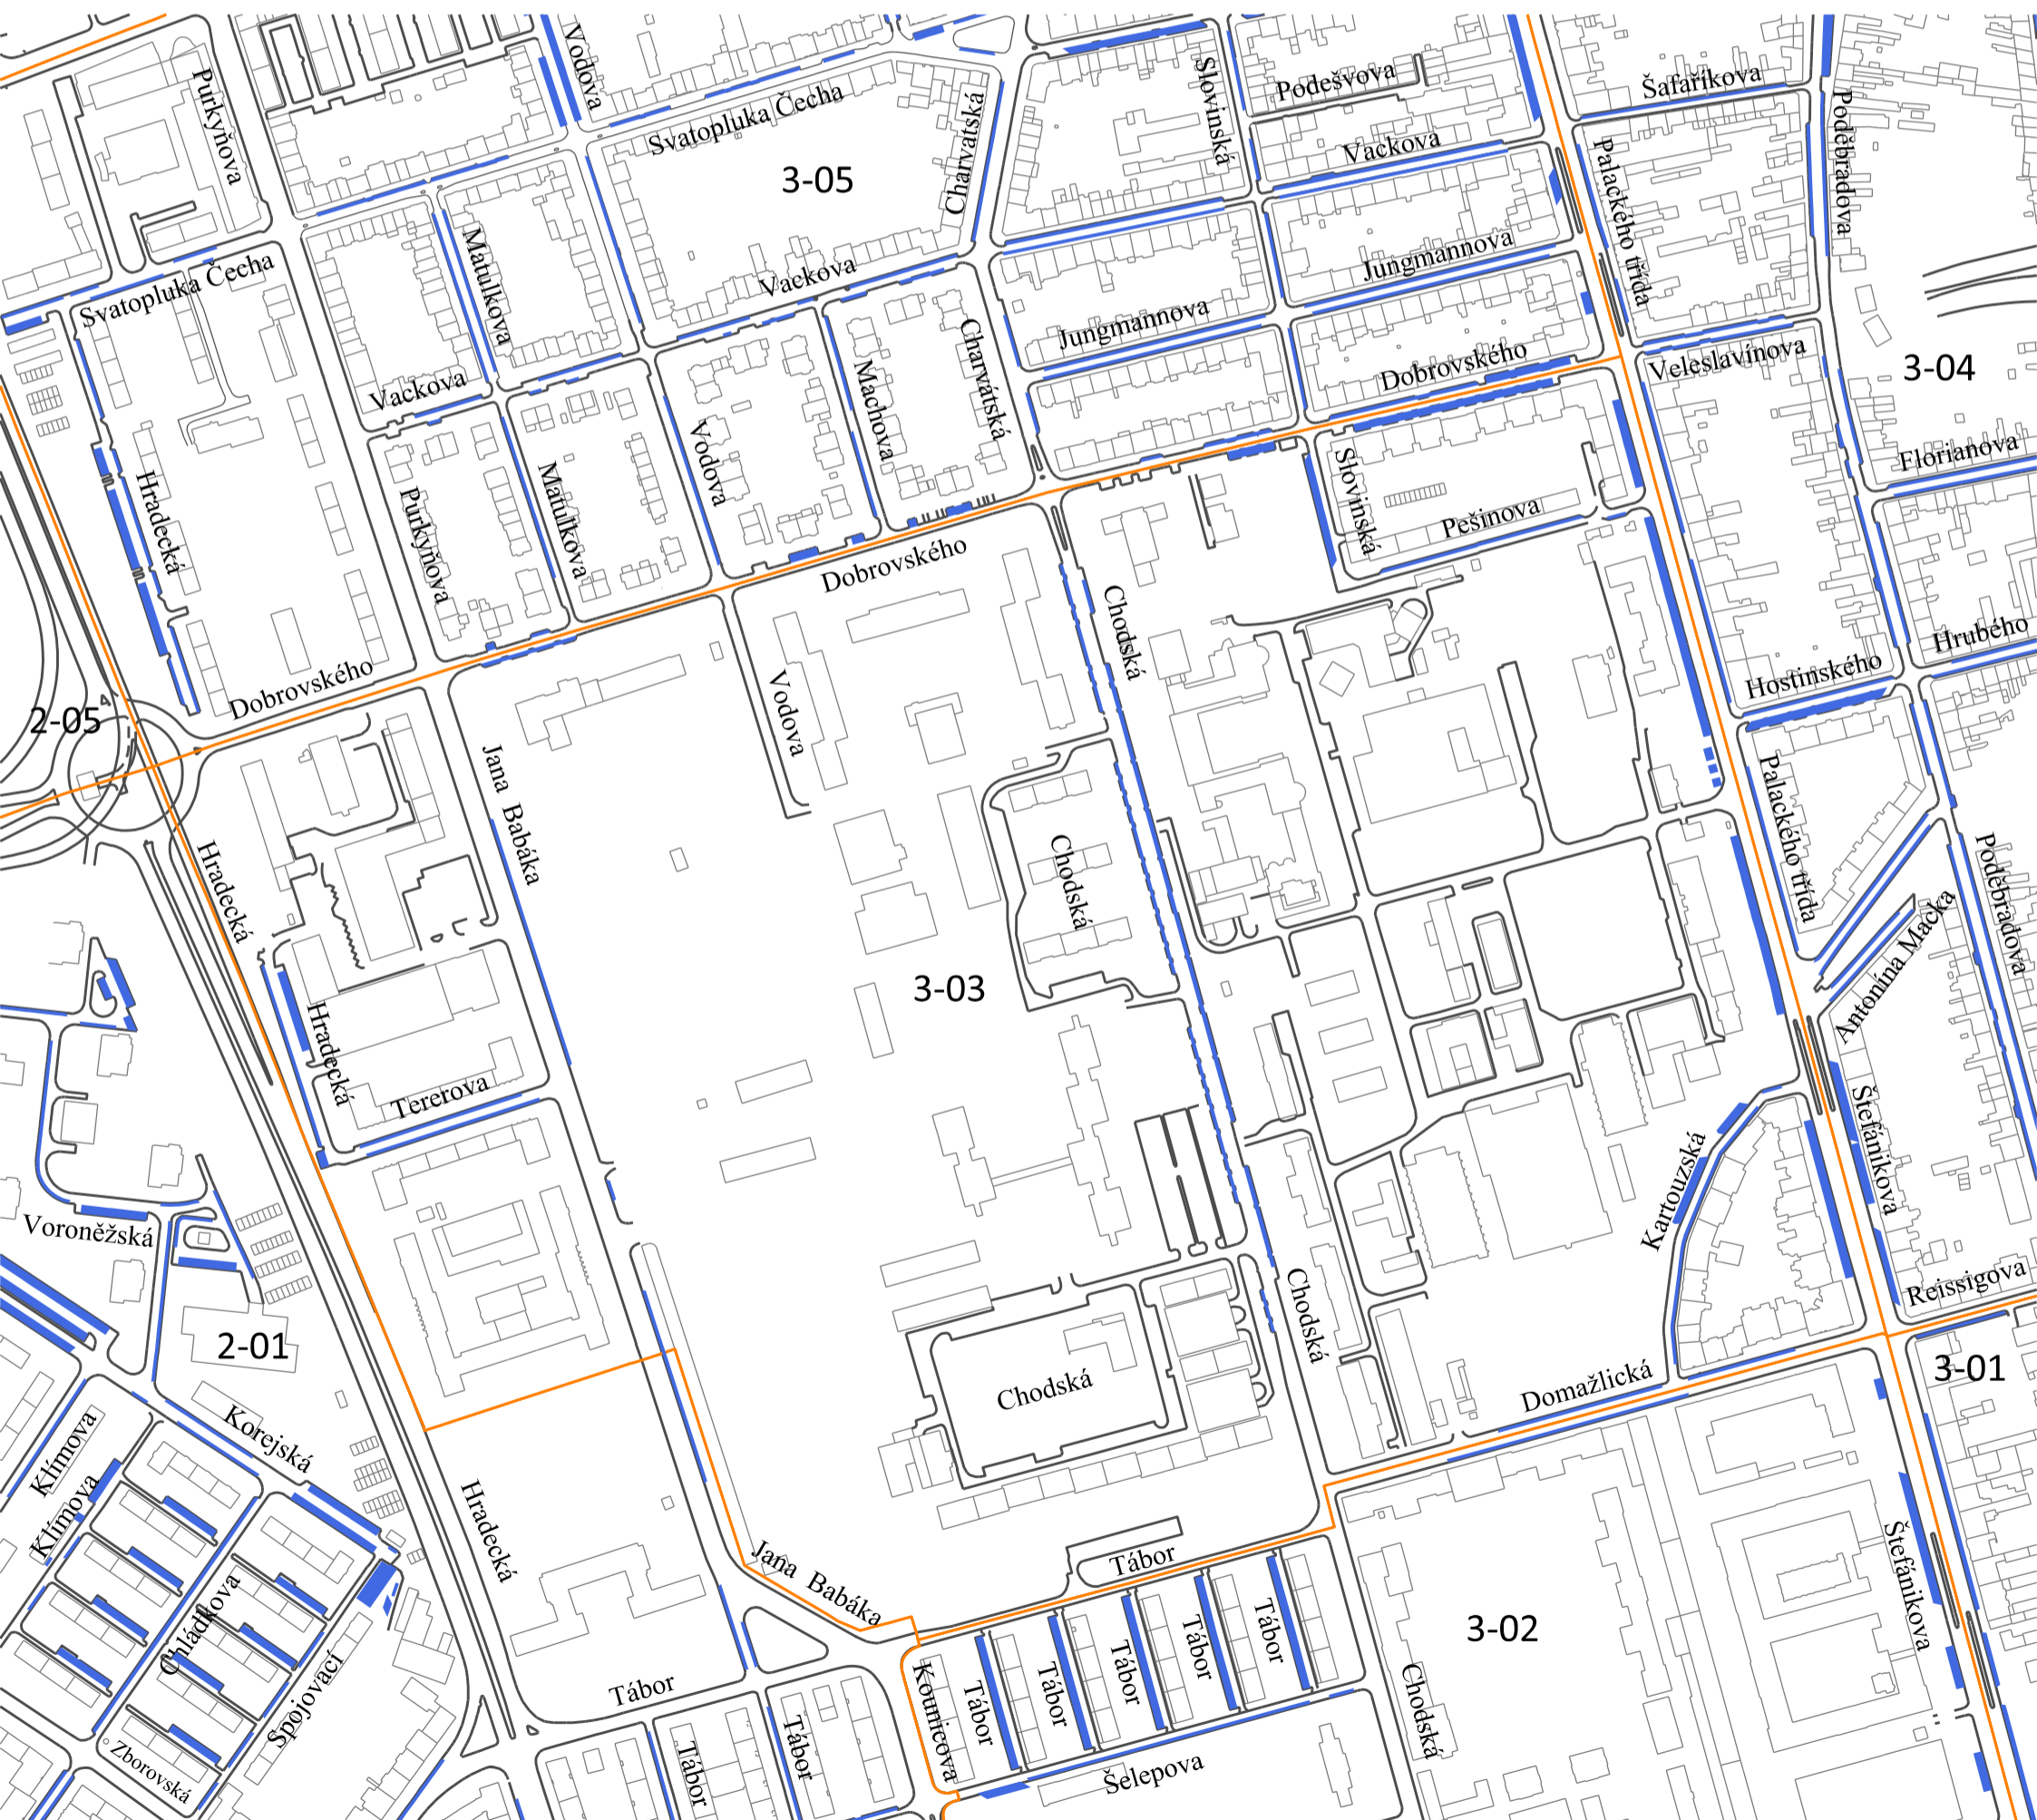 Vodova
Podešvova
Šafaříkova
Purkyňova
Svatopluka Čecha
Charvatská
Slovinská
Vackova
Palackého třída
Poděbradova
3-05
Matulkova
Svatopluka Čecha
Vackova
Jungmannova
Jungmannova
Charvatská
Machova
Dobrovského
Veleslavínova
3-04
Vackova
Vodova
Hradecká
Purkyňova
Matulkova
Slovinská
Pešinova
Florianova
Dobrovského
Chodská
Hrubého
Hostinského
Dobrovského
2-05
Vodova
Jana Babáka
Palackého třída
Poděbradova
Hradecká
Chodská
Antonína Macka
3-03
Hradecká
Tererova
Štefánikova
Kartouzská
Voroněžská
Reissigova
2-01
Chodská
Chodská
Domažlická
3-01
Klímova
Korejská
Klímova
Hradecká
Jana Babáka
Tábor
Štefánikova
Chládkova
Spojovací
Zborovská
Tábor
Kounicova
Tábor
Tábor
Tábor
Tábor
Tábor
3-02
Chodská
Tábor
Tábor
Šelepova